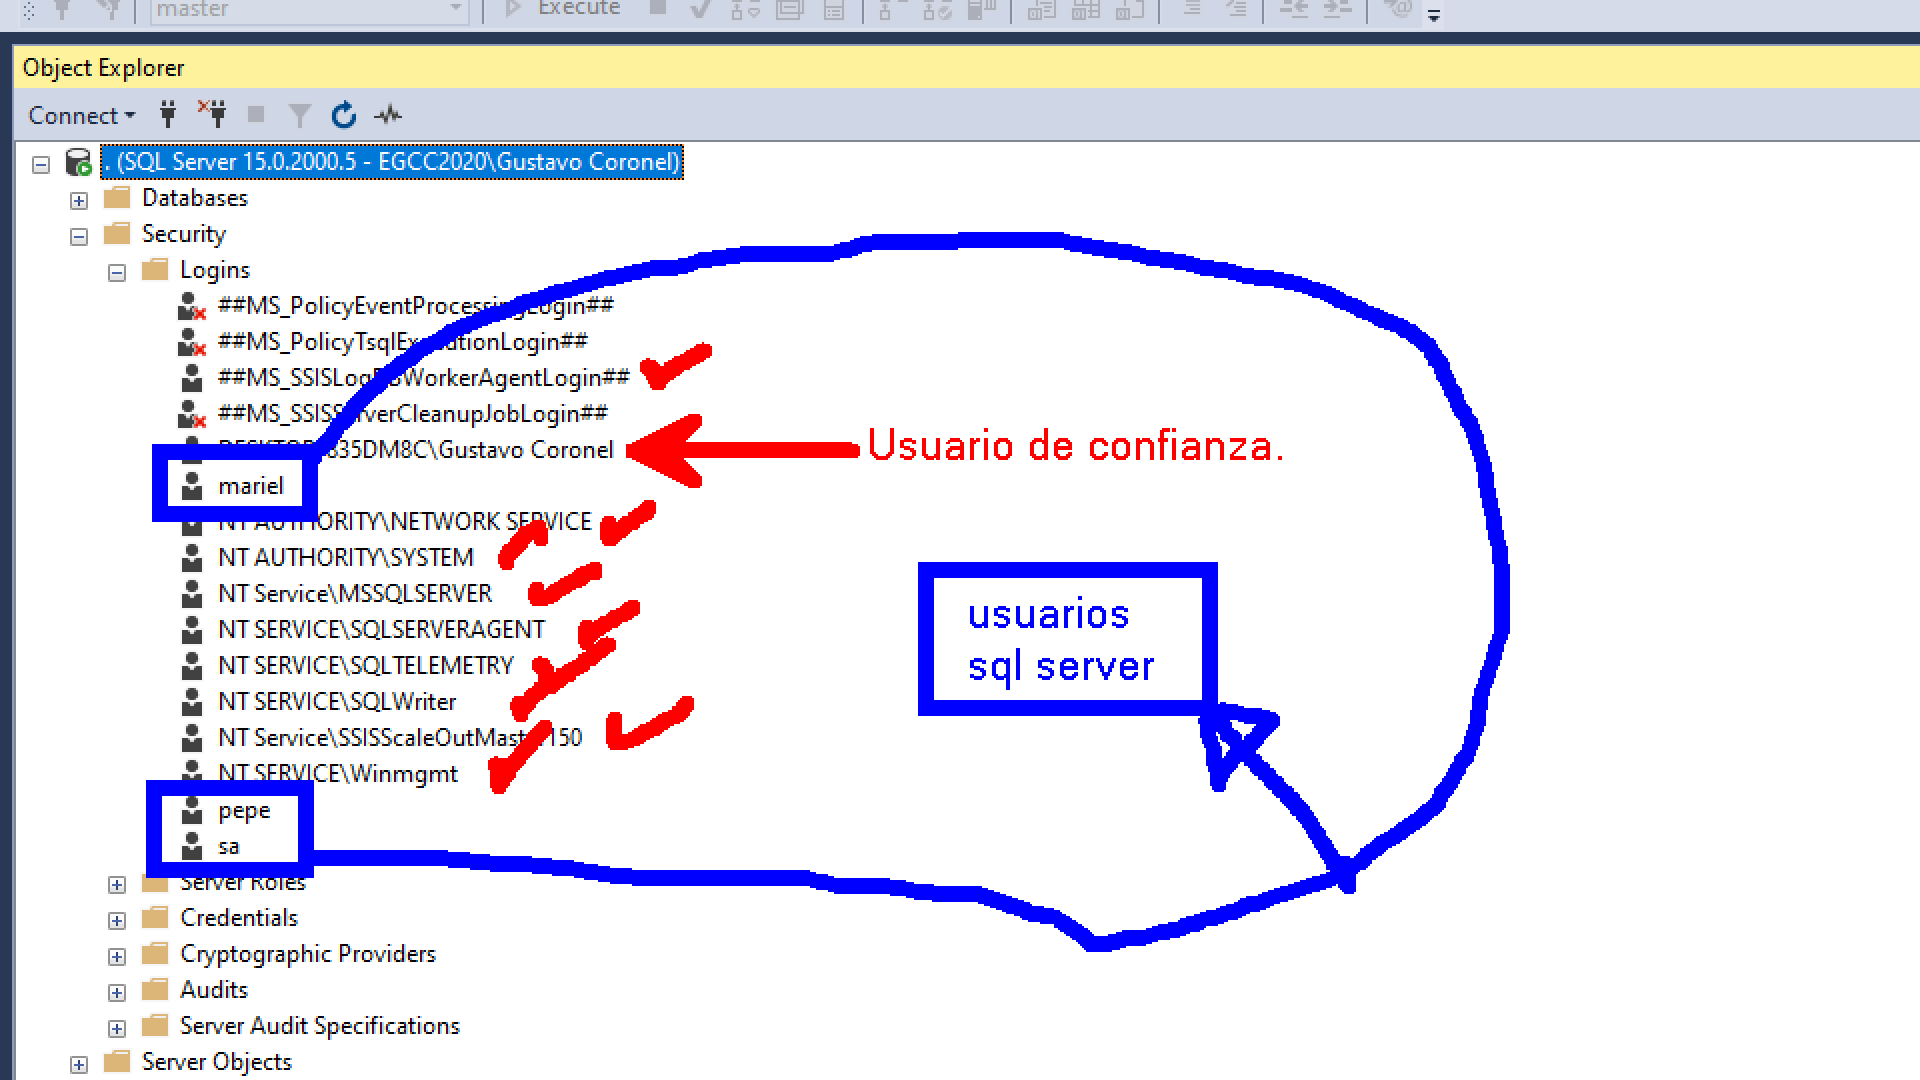 master
Execute
Object Explorer
Connect
. (SQL Server 15.0.2000.5 - EGCC2020\Gustavo Coronel)
Databases
Security
Logins
##MS_PolicyEventProcessingLogin##
##MS_PolicyTsqlExecutionLogin##
##MS_SSISLogDBWorkerAgentLogin##
##MS_SSISServerCleanupJobLogin##
835DM8C\Gustavo Coronel
Usuario de confianza.
mariel
NT AUTHORITY\NETWORK SERVICE
NT AUTHORITY\SYSTEM
NT Service\MSSQLSERVER
usuarios
sql server
NT SERVICE\SQLSERVERAGENT
NT SERVICE\SQLTELEMETRY
NT SERVICE\SQLWriter
NT Service\SSISScaleOutMaster150
NT SERVICE\Winmgmt
pepe
sa
Server Roles
Credentials
Cryptographic Providers
Audits
Server Audit Specifications
Server Objects